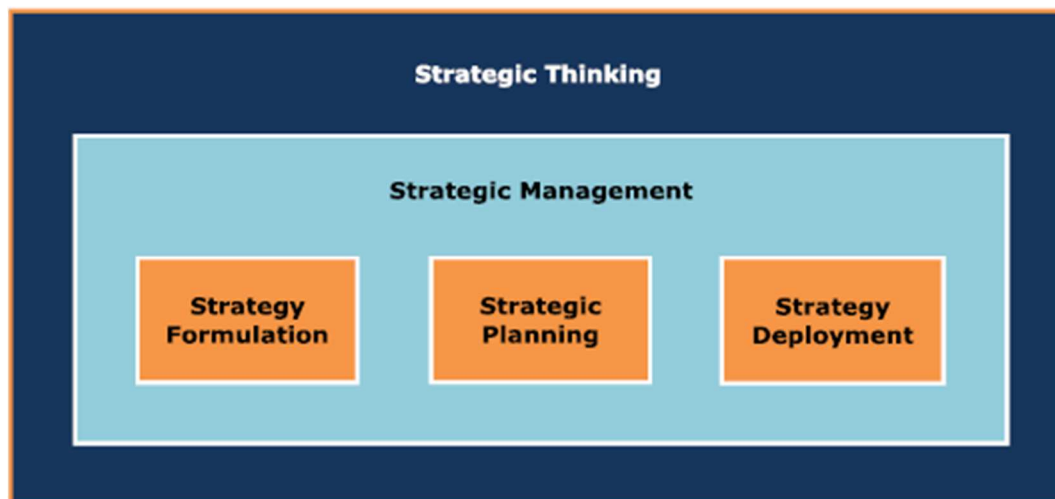 Strategic Thinking
Strategic Management
Strategy
Formulation
Strategic
Planning
Strategy
Deployment